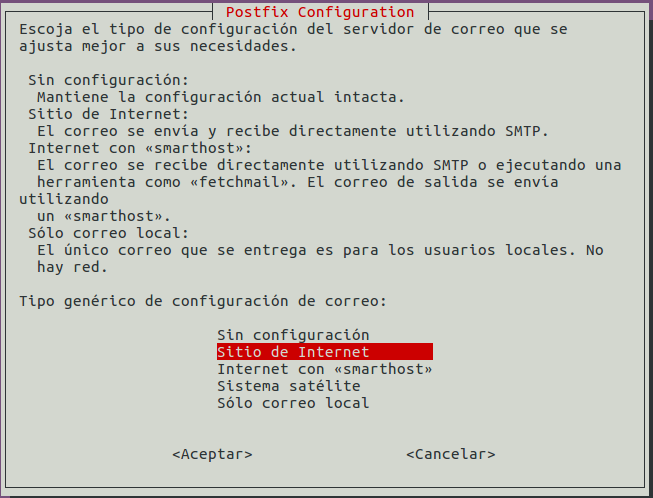 Postfix Configuration
Escoja el tipo de configuración del servidor de correo que se
ajusta mejor a sus necesidades.
Sin configuración:
Mantiene la configuración actual intacta.
Sitio de Internet:
El correo se envía y recibe directamente utilizando SMTP.
Internet con «smarthost»:
El correo se recibe directamente utilizando SMTP o ejecutando una
herramienta como «fetchmail». El correo de salida se envía
utilizando
un «smarthost».
Sólo correo local:
El único correo que se entrega es para los usuarios locales. No
hay red.
Tipo genérico de configuración de correo:
Sin configuración
Sitio de Internet
Internet con «smarthost»
Sistema satélite
Sólo correo local
<Aceptar> <Cancelar>